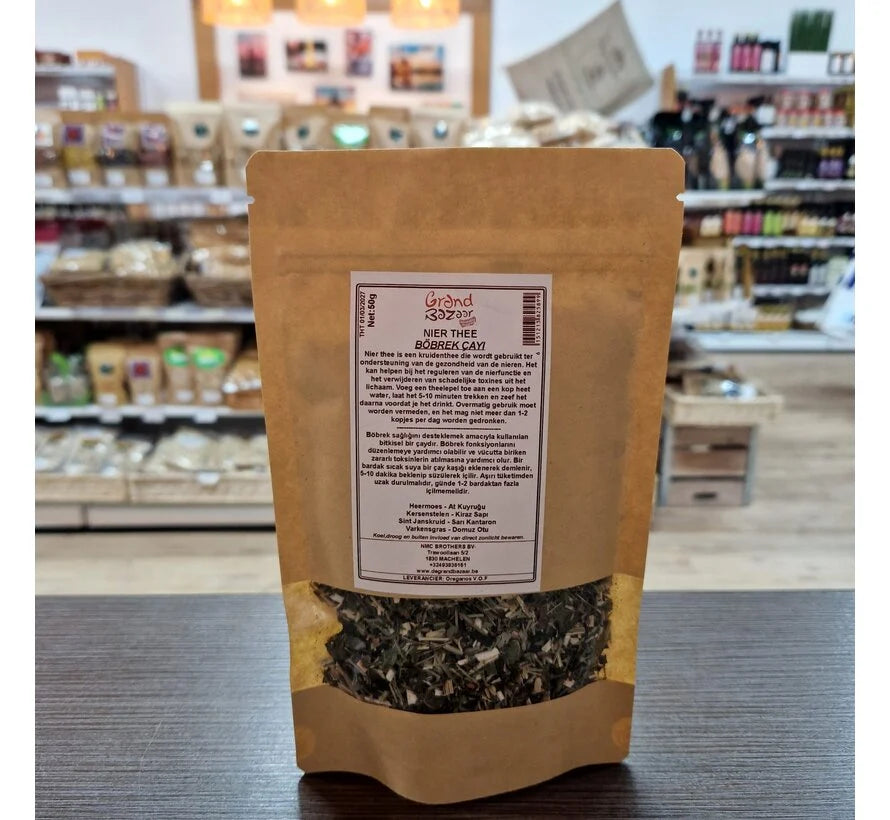 Grand
Bazaar
THT 01/03/2027
Net: 50g
NIER THEE
BÖBREK ÇAYI
Nier thee is een kruidenthee die wordt gebruikt ter
ondersteuning van de gezondheid van de nieren. Het
kan helpen bij het reguleren van de nierfunctie en
het verwijderen van schadelijke toxines uit het
lichaam. Voeg een theelepel toe aan een kop heet
water, laat het 5-10 minuten trekken en zeef het
daarna voordat je het drinkt. Overmatig gebruik moet
worden vermeden, en het mag niet meer dan 1-2
kopjes per dag worden gedronken.
Böbrek sağlığını desteklemek amacıyla kullanılan
bitkisel bir çaydır. Böbrek fonksiyonlarını
düzenlemeye yardımcı olabilir ve vücutta biriken
zararlı toksinlerin atılmasına yardımcı olur. Bir
bardak sıcak suya bir çay kaşığı eklenerek demlenir,
5-10 dakika beklenip süzülerek içilir. Aşırı tüketimden
uzak durulmalıdır, günde 1-2 bardaktan fazla
içilmemelidir.
Heermoes - At Kuyruğu
Kersenstelen - Kiraz Sapı
Sint Janskruid - Sarı Kantaron
Varkensgras - Domuz Otu
Koel,droog en buiten invloed van direct zonlicht bewaren.
NMC BROTHERS BV
5/2
1830 MACHELEN
+32493838161
www.degrandbazaar.be
LEVERANCIER: Oreganos V.O.F